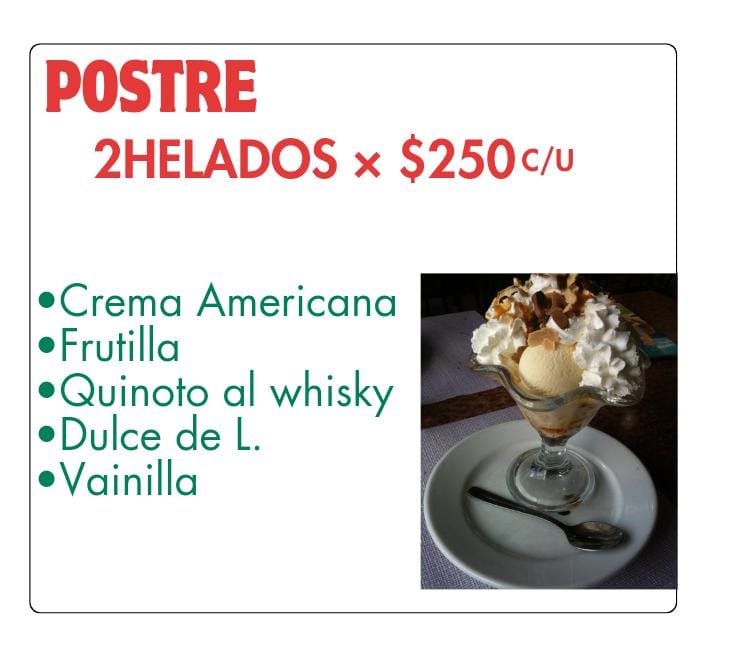 POSTRE
2HELADOS × $250 C/U
•Crema Americana
•Frutilla
•Quinoto al whisky
•Dulce de L.
•Vainilla